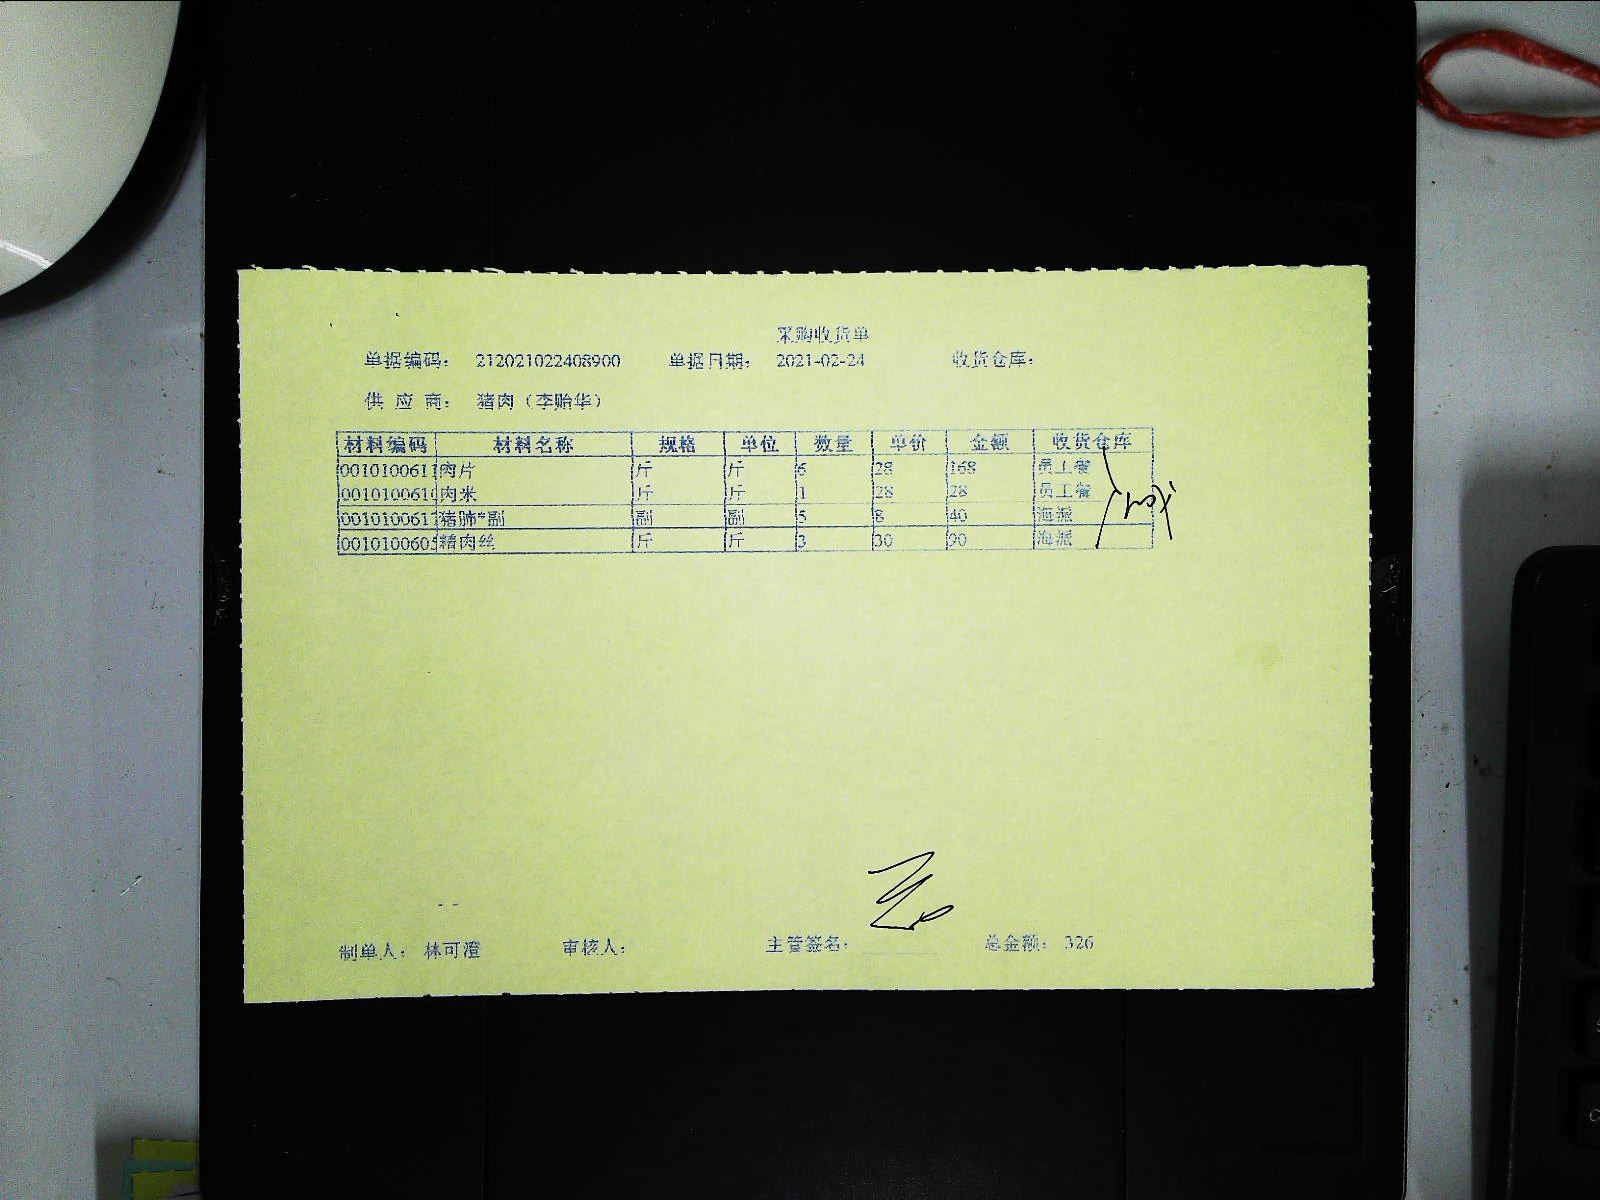 采购收货单
单据编码： 212021022408900 单据日期： 2021-02-24 收货仓库：
供 应 商： 猪肉（李贻华）
材料编码 材料名称 规格 单位 数量 单价 金额 收货仓库
0010100611 肉片 斤 斤 6 28 168 员工餐
001010061 肉米 斤 斤 1 28 28 员工餐
001010061 猪肺*副 副 副 5 8 40 海派
001010060 精肉丝 斤 斤 3 30 90 海派
制单人： 林可澄 审核人： 主管签名： 总金额： 326